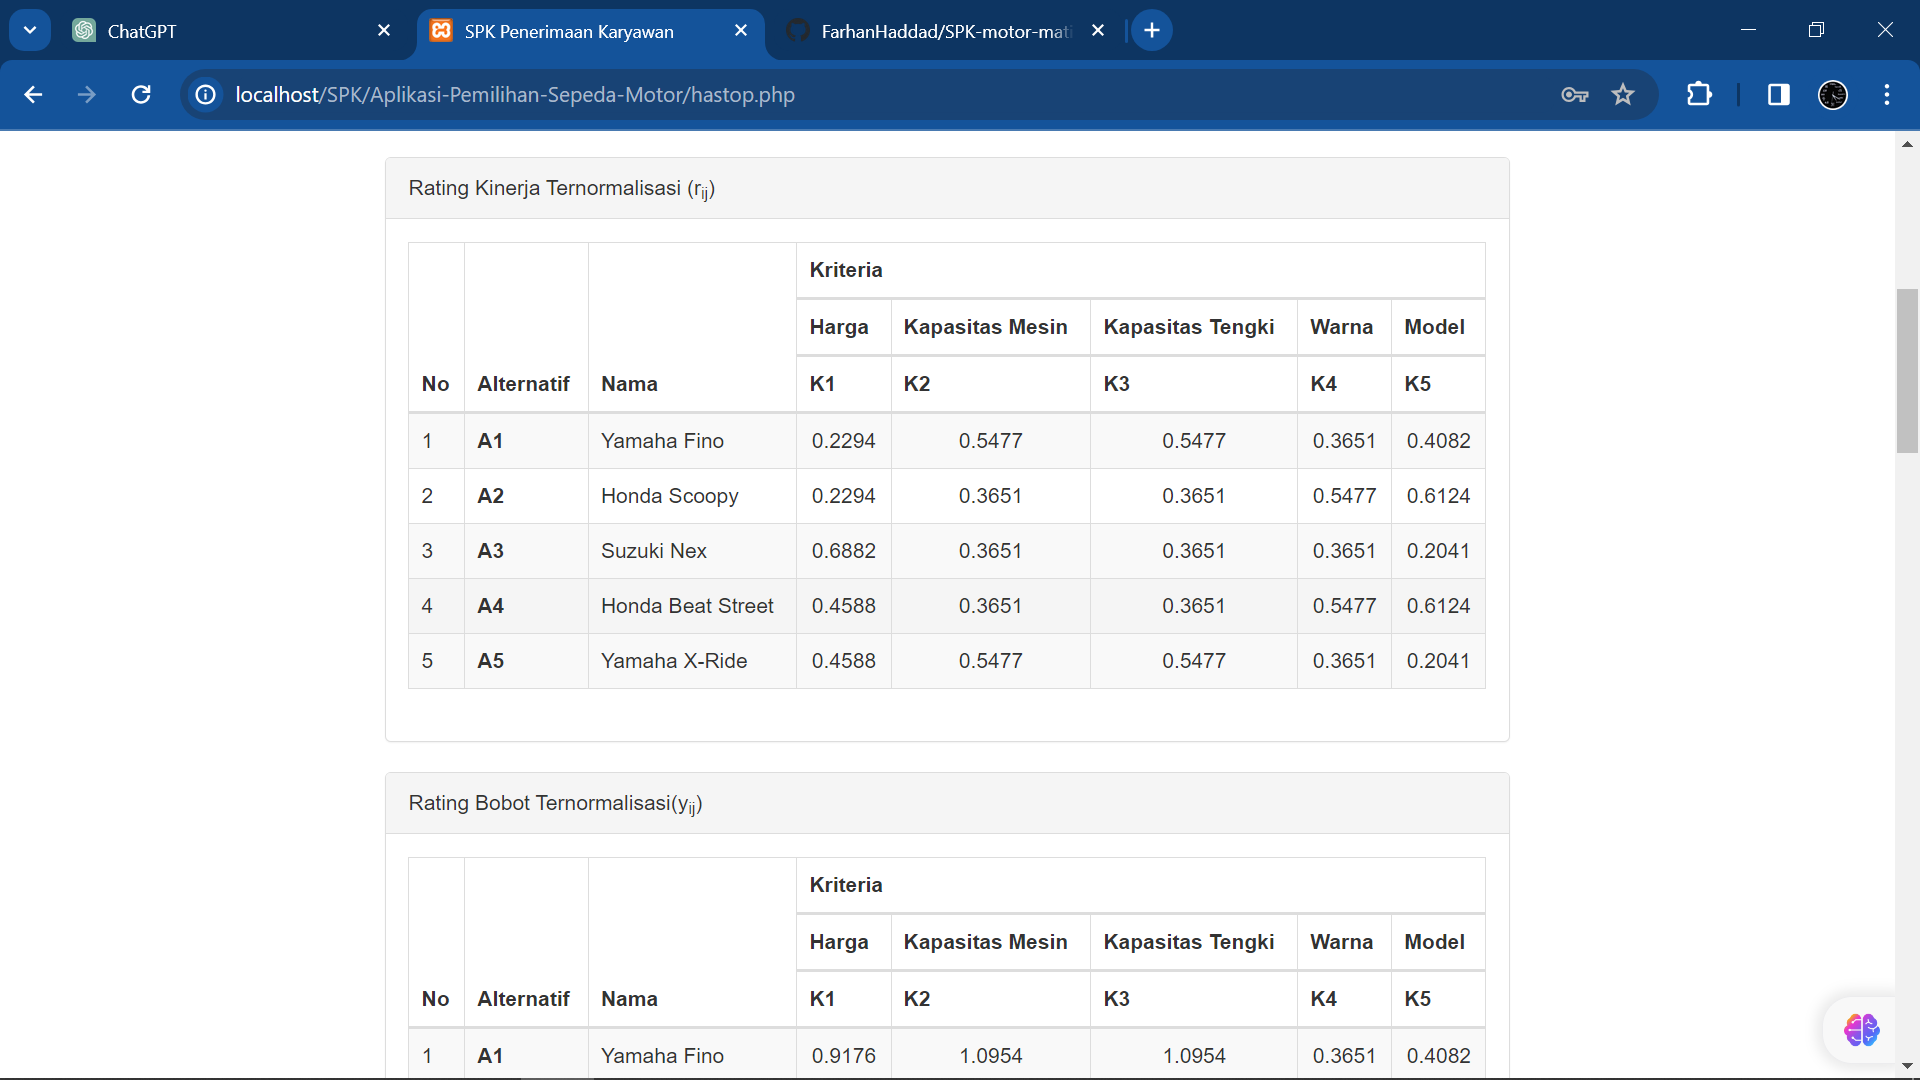 ChatGPT
SPK Penerimaan Karyawan
FarhanHaddad/SPK-motor-mati
localhost/SPK/Aplikasi-Pemilihan-Sepeda-Motor/hastop.php
Rating Kinerja Ternormalisasi (rij)
No Alternatif Nama Kriteria
Harga Kapasitas Mesin Kapasitas Tengki Warna Model
K1 K2 K3 K4 K5
1 A1 Yamaha Fino 0.2294 0.5477 0.5477 0.3651 0.4082
2 A2 Honda Scoopy 0.2294 0.3651 0.3651 0.5477 0.6124
3 A3 Suzuki Nex 0.6882 0.3651 0.3651 0.3651 0.2041
4 A4 Honda Beat Street 0.4588 0.3651 0.3651 0.5477 0.6124
5 A5 Yamaha X-Ride 0.4588 0.5477 0.5477 0.3651 0.2041
Rating Bobot Ternormalisasi(yij)
No Alternatif Nama Kriteria
Harga Kapasitas Mesin Kapasitas Tengki Warna Model
K1 K2 K3 K4 K5
1 A1 Yamaha Fino 0.9176 1.0954 1.0954 0.3651 0.4082